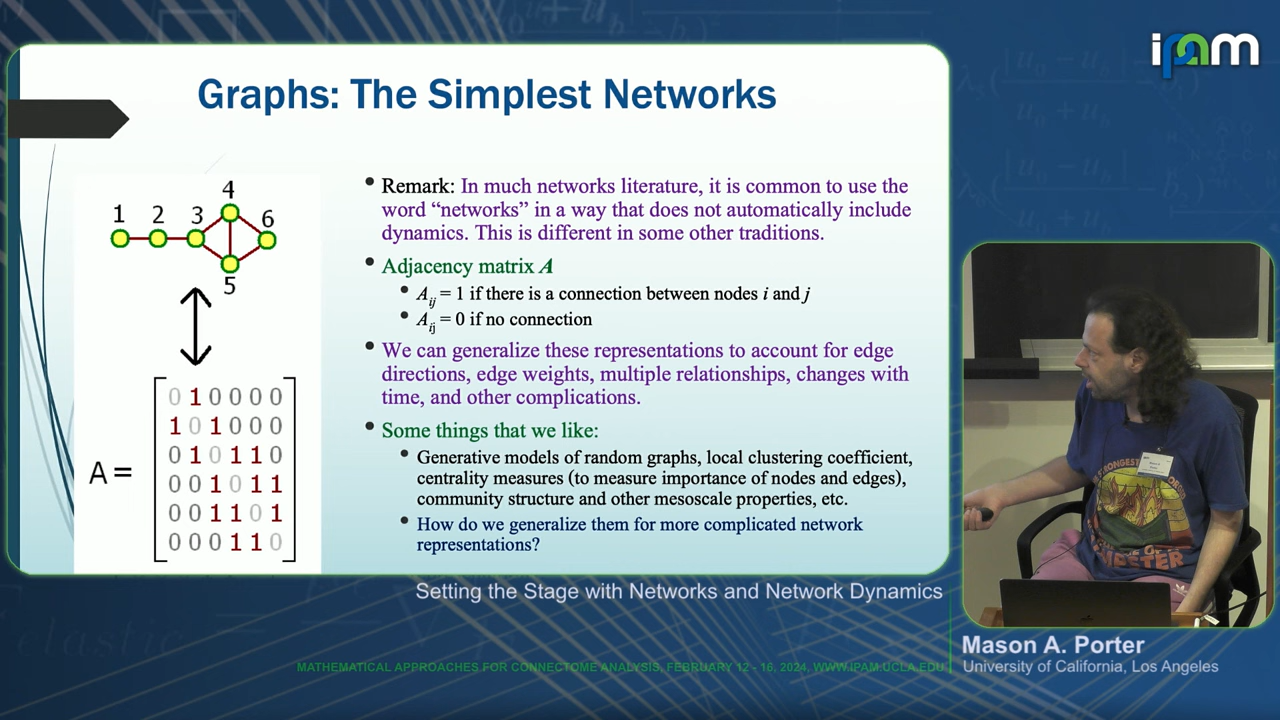 ipam
Graphs: The Simplest Networks
1 2 3 4 5 6
A =
0 1 0 0 0 0
1 0 1 0 0 0
0 1 0 1 1 0
0 0 1 0 1 1
0 0 1 1 0 1
0 0 0 1 1 0
• Remark: In much networks literature, it is common to use the
word “networks” in a way that does not automatically include
dynamics. This is different in some other traditions.
• Adjacency matrix A
• Aij = 1 if there is a connection between nodes i and j
• Aij = 0 if no connection
• We can generalize these representations to account for edge
directions, edge weights, multiple relationships, changes with
time, and other complications.
• Some things that we like:
• Generative models of random graphs, local clustering coefficient,
centrality measures (to measure importance of nodes and edges),
community structure and other mesoscale properties, etc.
• How do we generalize them for more complicated network
representations?
Setting the Stage with Networks and Network Dynamics
Mason A. Porter
University of California, Los Angeles
MATHEMATICAL APPROACHES FOR CONNECTOME ANALYSIS, FEBRUARY 12 - 16, 2024, WWW.IPAM.UCLA.EDU
elastic